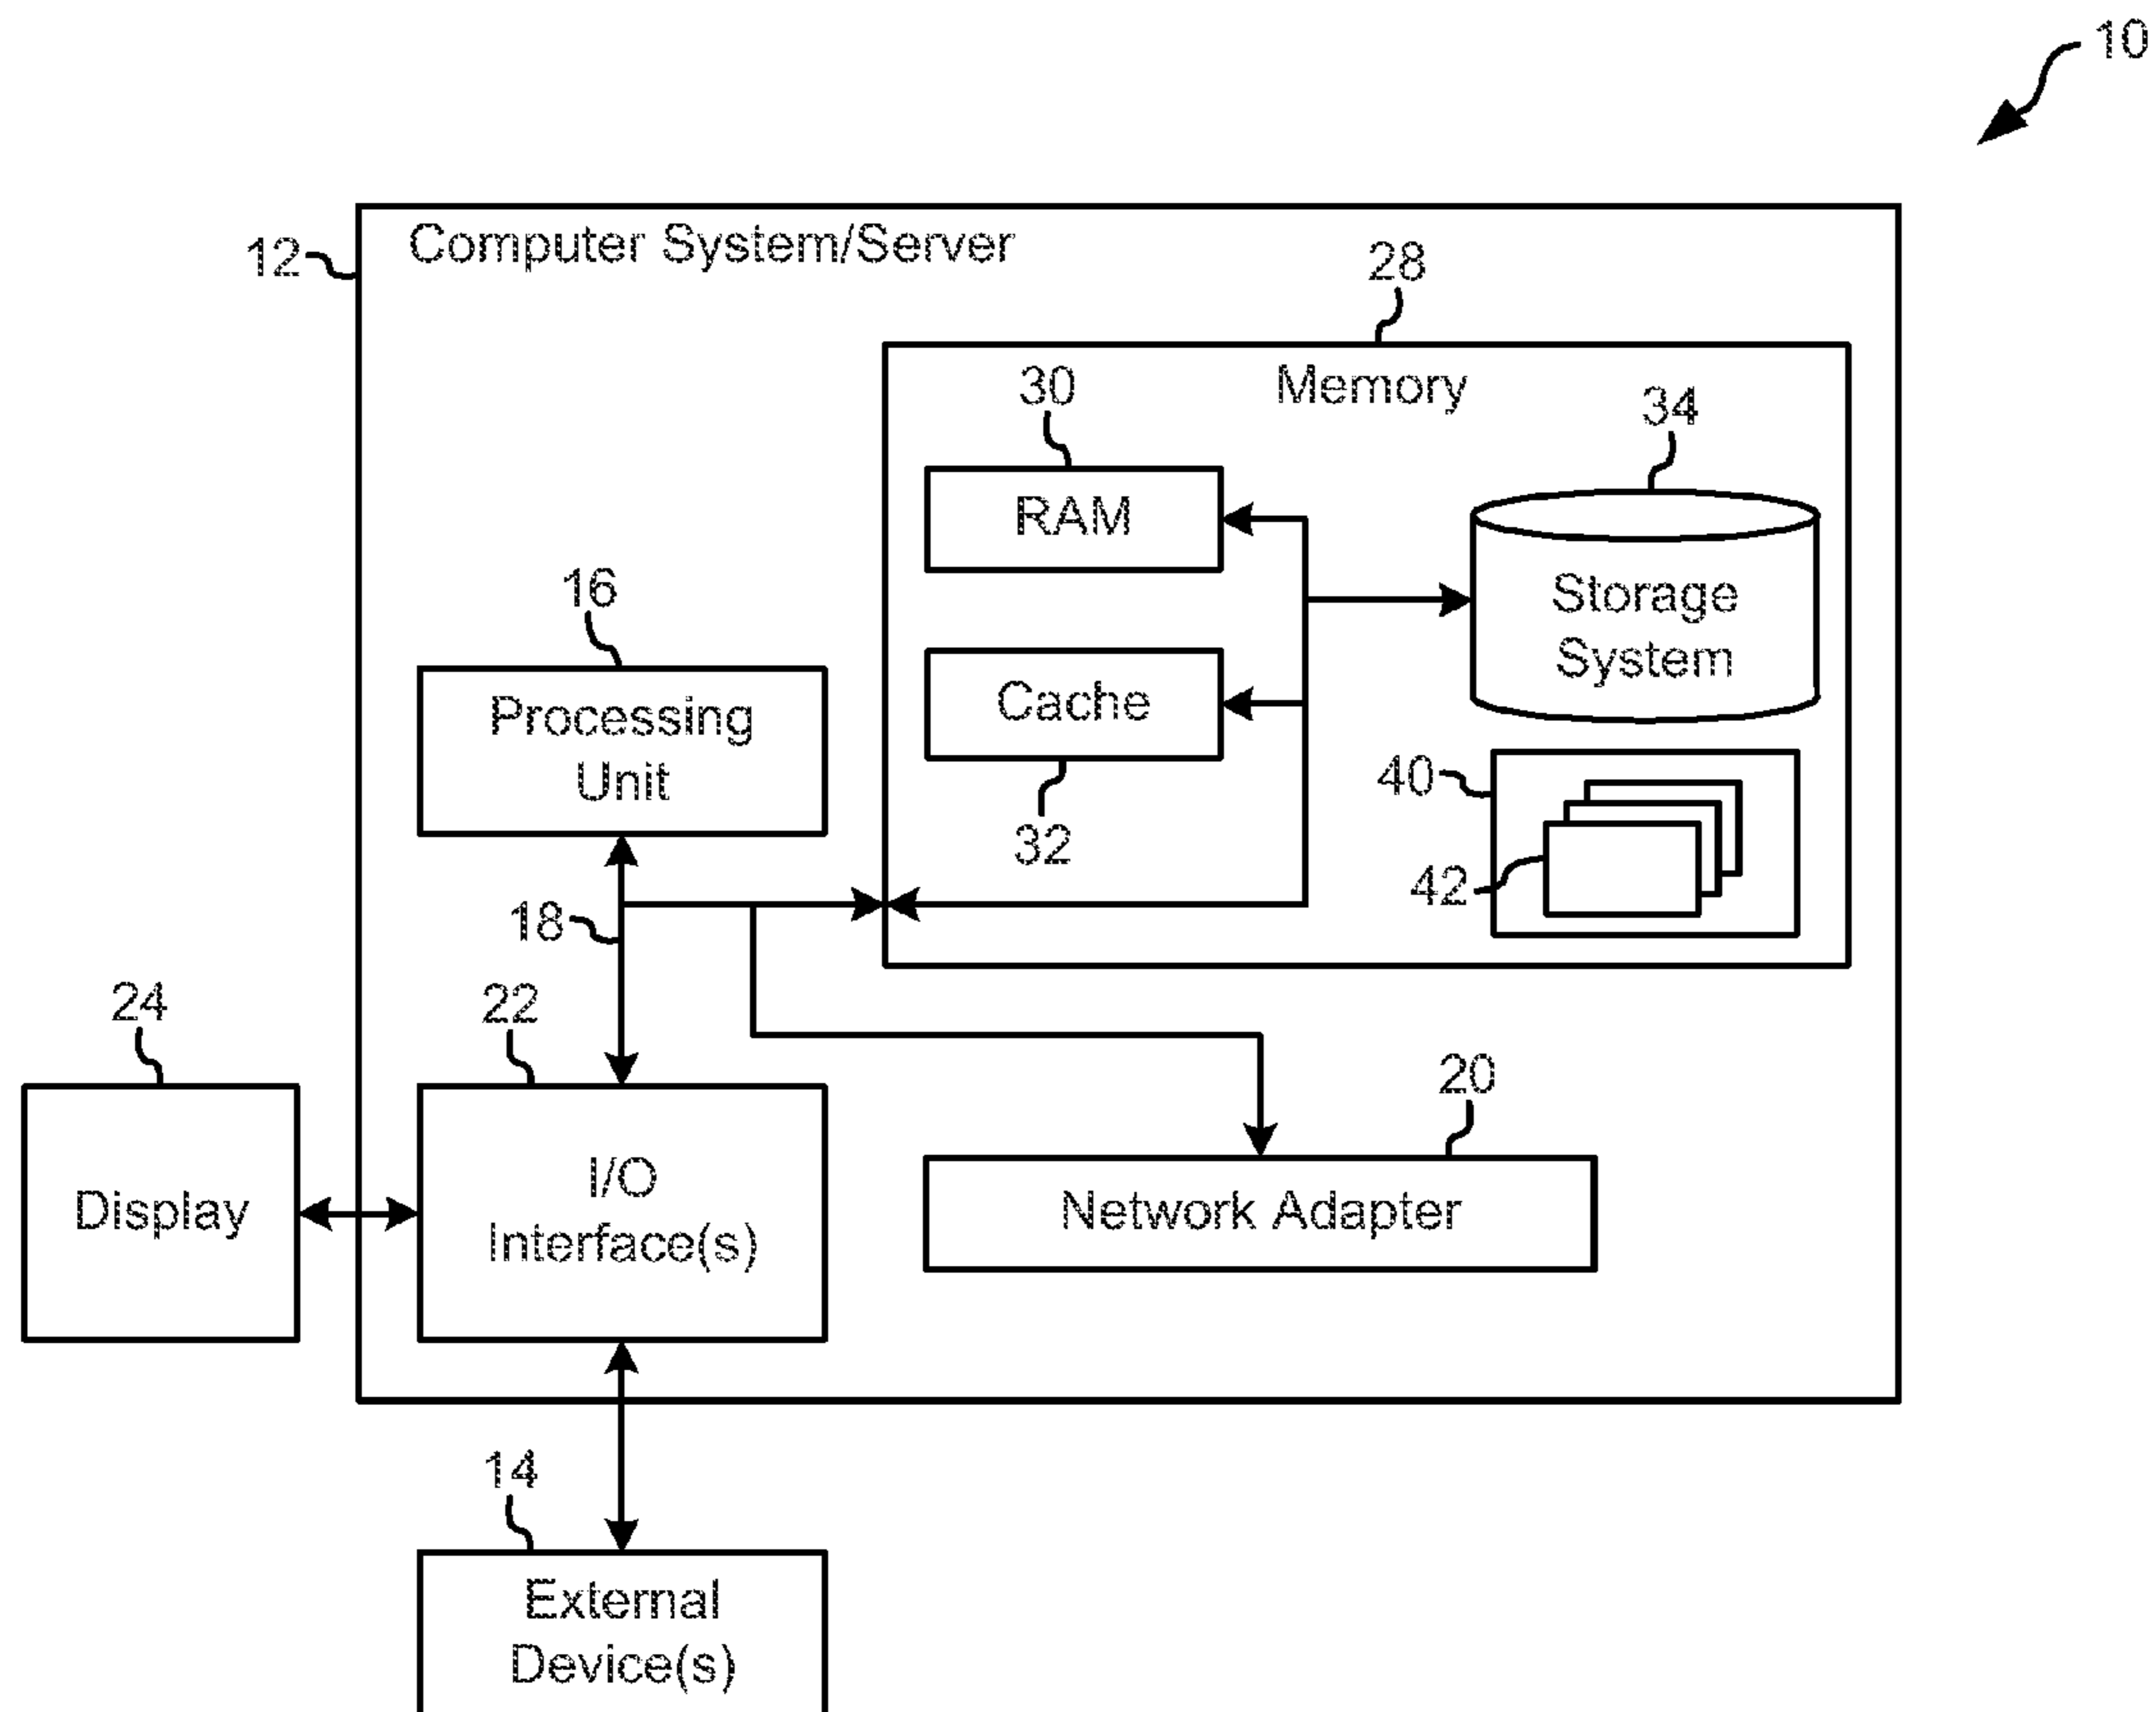 10
12
Computer System/Server
28
30
Memory
34
RAM
16
Storage
System
Processing
Unit
Cache
40
32
42
18
24
22
20
Display
I/O
Interface(s)
Network Adapter
14
External
Device(s)